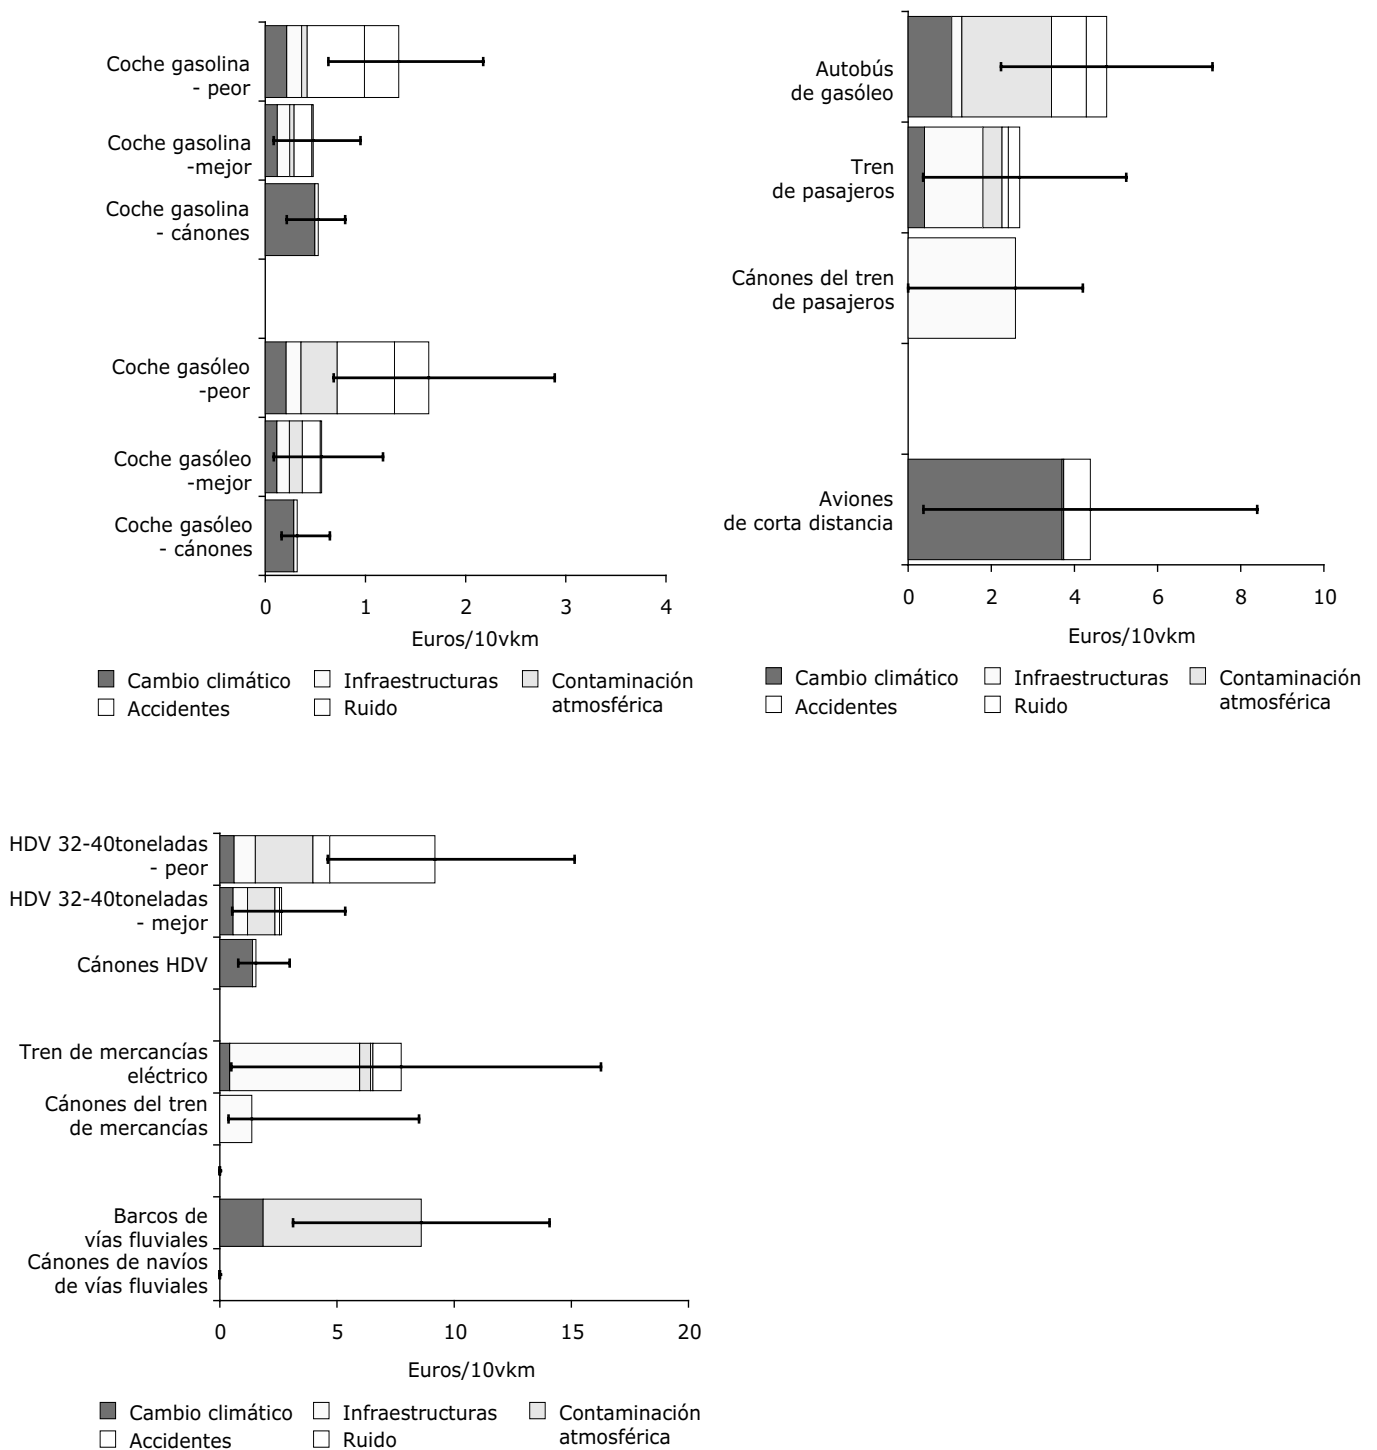 Coche gasolina
- peor
Coche gasolina
-mejor
Coche gasolina
- cánones
Coche gasóleo
-peor
Coche gasóleo
-mejor
Coche gasóleo
- cánones
0 1 2 3 4
Euros/10vkm
Cambio climático Infraestructuras Contaminación
atmosférica
Accidentes Ruido
Autobús
de gasóleo
Tren
de pasajeros
Cánones del tren
de pasajeros
Aviones
de corta distancia
0 2 4 6 8 10
Euros/10vkm
Cambio climático Infraestructuras Contaminación
atmosférica
Accidentes Ruido
HDV 32-40toneladas
- peor
HDV 32-40toneladas
- mejor
Cánones HDV
Tren de mercancías
eléctrico
Cánones del tren
de mercancías
Barcos de
vías fluviales
Cánones de navíos
de vías fluviales
0 5 10 15 20
Euros/10vkm
Cambio climático Infraestructuras Contaminación
atmosférica
Accidentes Ruido